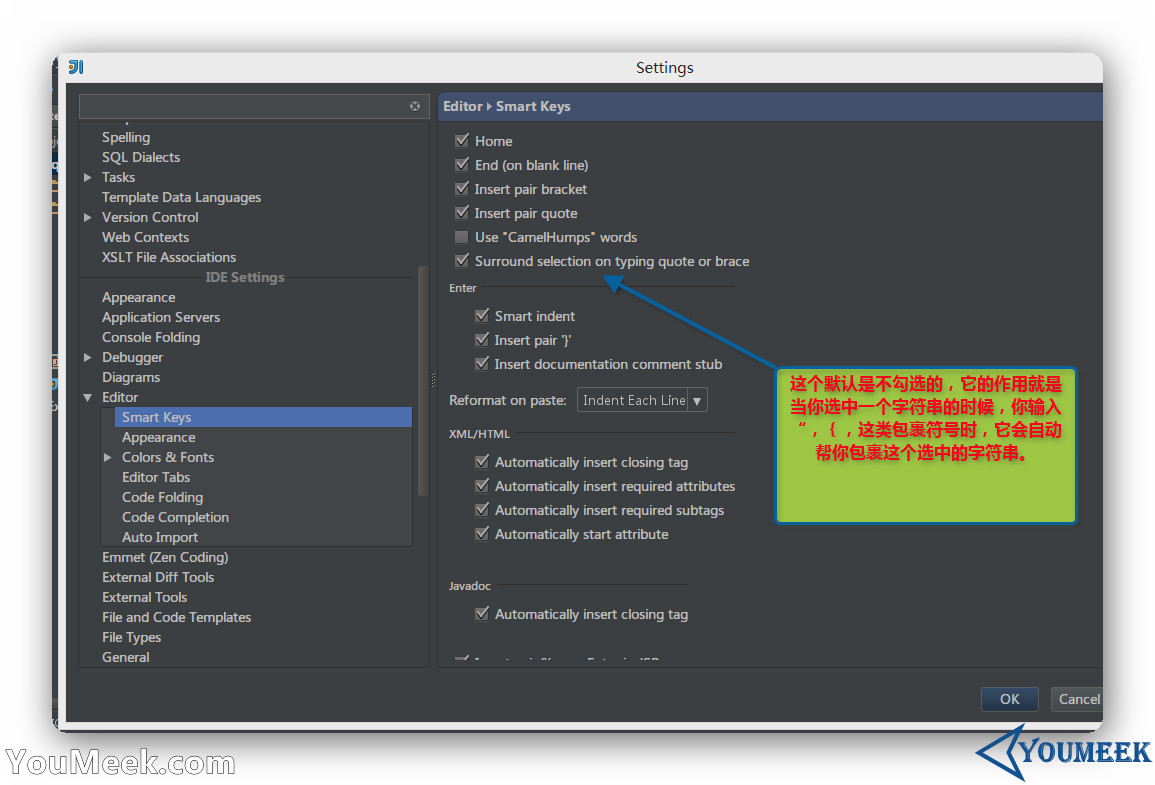 Settings
Editor Smart Keys
Spelling
SQL Dialects
Tasks
Template Data Languages
Version Control
Web Contexts
XSLT File Associations
IDE Settings
Appearance
Application Servers
Console Folding
Debugger
Diagrams
Editor
Smart Keys
Appearance
Colors & Fonts
Editor Tabs
Code Folding
Code Completion
Auto Import
Emmet (Zen Coding)
External Diff Tools
External Tools
File and Code Templates
File Types
General
Home
End (on blank line)
Insert pair bracket
Insert pair quote
Use "CamelHumps" words
Surround selection on typing quote or brace
Enter
Smart indent
Insert pair '}'
Insert documentation comment stub
Reformat on paste: Indent Each Line
XML/HTML
Automatically insert closing tag
Automatically insert required attributes
Automatically insert required subtags
Automatically start attribute
Javadoc
Automatically insert closing tag
这个默认是不勾选的，它的作用就是
当你选中一个字符串的时候，你输入
“，{，这类包裹符号时，它会自动
帮你包裹这个选中的字符串。
OK
Cancel
YouMeek.com
YOUMEEK